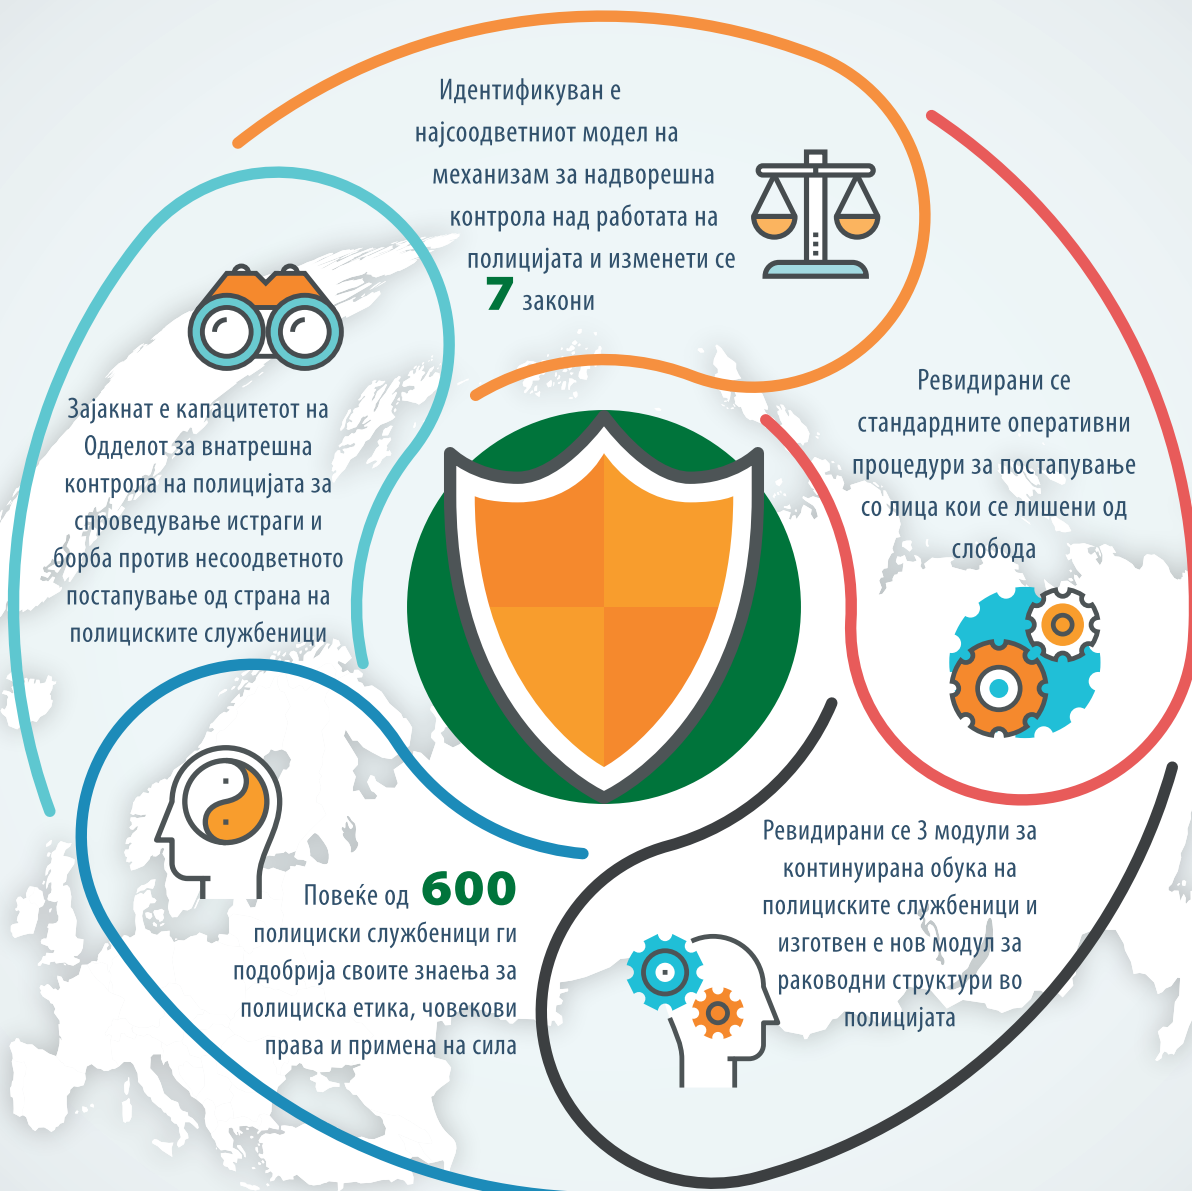 Идентификуван е
најсоодветниот модел на
механизам за надворешна
контрола над работата на
полицијата и изменети се
7 закони
Ревидирани се
стандардните оперативни
процедури за постапување
со лица кои се лишени од
слобода
Зајакнат е капацитетот на
Одделот за внатрешна
контрола на полицијата за
спроведување истраги и
борба против несоодветното
постапување од страна на
полициските службеници
Повеќе од 600
полициски службеници ги
подобрија своите знаења за
полициска етика, човекови
права и примена на сила
Ревидирани се 3 модули за
континуирана обука на
полициските службеници и
изготвен е нов модул за
раководни структури во
полицијата